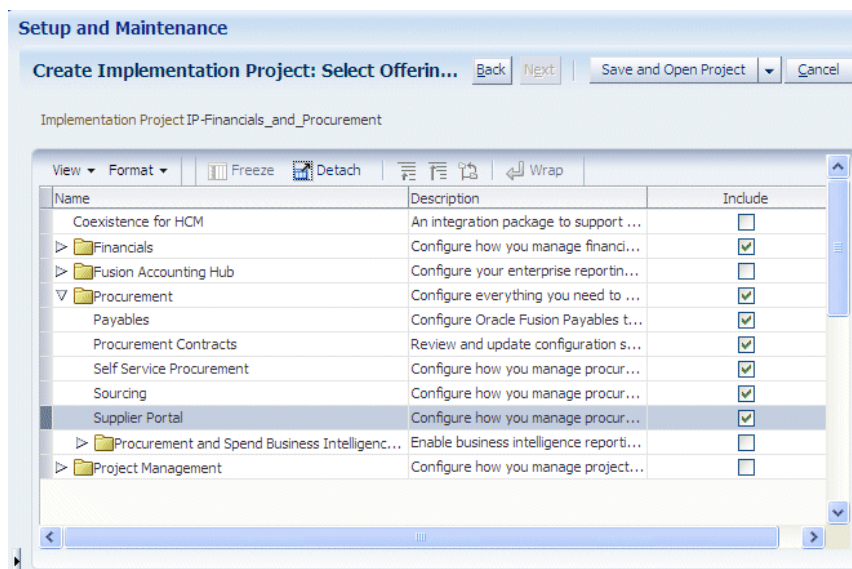 Setup and Maintenance
Create Implementation Project: Select Offerin... Back Next Save and Open Project Cancel
Implementation Project IP-Financials_and_Procurement
View Format Freeze Detach Wrap
Name Description Include
Coexistence for HCM An integration package to support ...
Financials Configure how you manage financi...
Fusion Accounting Hub Configure your enterprise reportin...
Procurement Configure everything you need to ...
Payables Configure Oracle Fusion Payables t...
Procurement Contracts Review and update configuration s...
Self Service Procurement Configure how you manage procur...
Sourcing Configure how you manage procur...
Supplier Portal Configure how you manage procur...
Procurement and Spend Business Intelligenc... Enable business intelligence reporti...
Project Management Configure how you manage project...